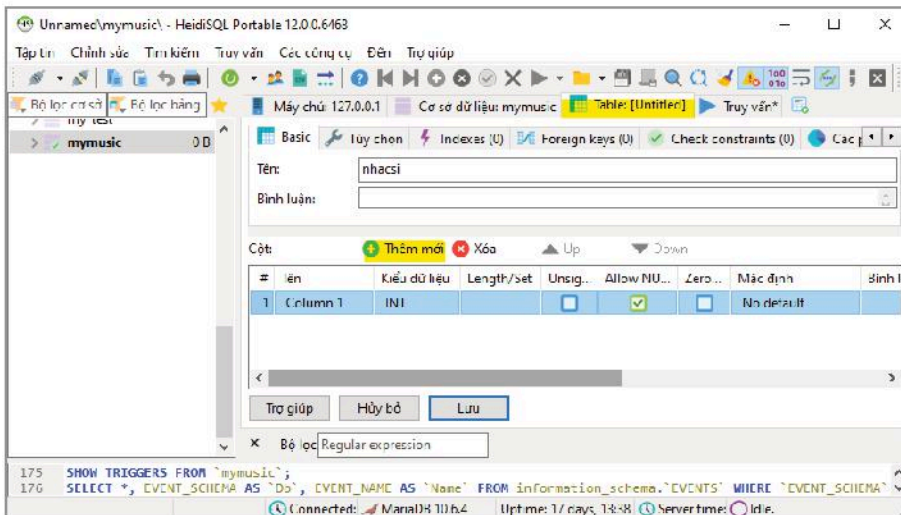 Unnamed\mymusic\ - HeidiSQL Portable 12.0.0.6468
Tập tin Chỉnh sửa Tìm kiếm Truy vấn Các công cụ Đến Trợ giúp
Bộ lọc cơ sở Bộ lọc bảng Máy chủ: 127.0.0.1 Cơ sở dữ liệu: mymusic Table: [Untitled] Truy vấn*
my test
mymusic 0 B
Basic Tùy chọn Indexes (0) Foreign keys (0) Check constraints (0) Các
Tên: nhacsi
Bình luận:
Cột: Thêm mới Xóa Up Down
# Tên Kiểu dữ liệu Length/Set Unsig... Allow NU... Zero... Mặc định Bình l
1 Column 1 INT No default
Trợ giúp Hủy bỏ Lưu
Bộ lọc Regular expression
175 SHOW TRIGGERS FROM `mymusic`;
176 SELECT *, EVENT_SCHEMA AS `Db`, EVENT_NAME AS `Name` FROM information_schema.`EVENTS` WHERE `EVENT_SCHEMA`
Connected: MariaDB 10.6.4 Uptime: 17 days, 13:38 Server time: Idle.